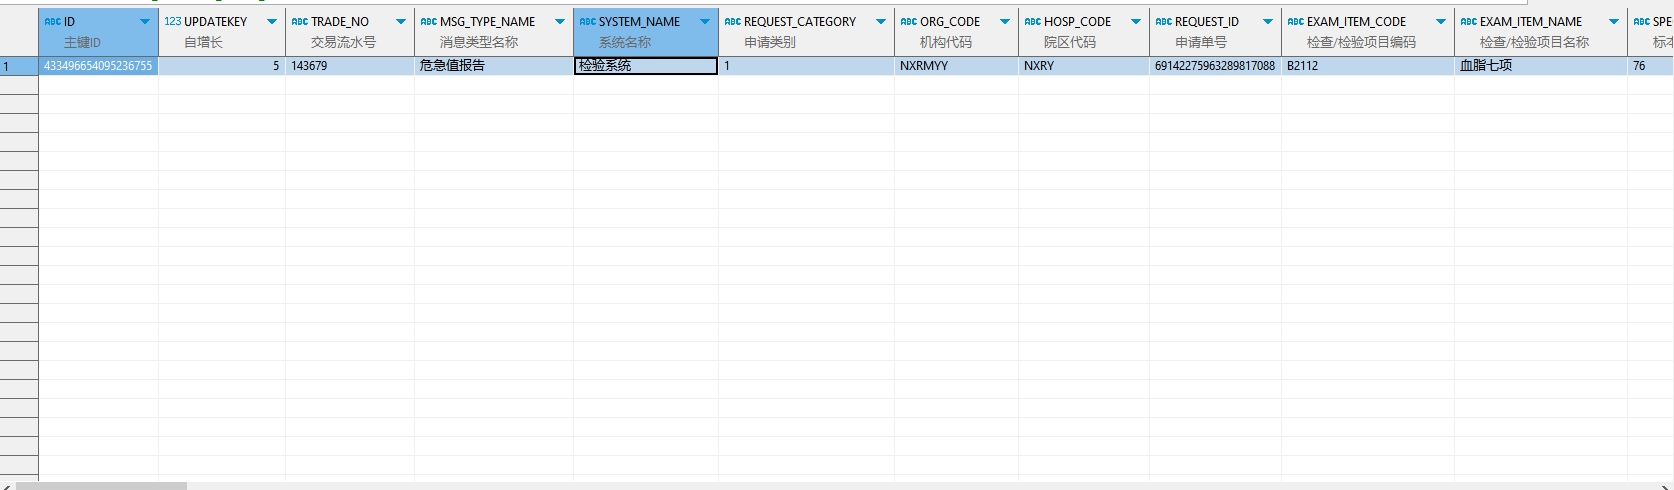 ABC ID 123 UPDATEKEY ABC TRADE_NO ABC MSG_TYPE_NAME ABC SYSTEM_NAME ABC REQUEST_CATEGORY ABC ORG_CODE ABC HOSP_CODE ABC REQUEST_ID ABC EXAM_ITEM_CODE ABC EXAM_ITEM_NAME ABC SPE
主键ID 自增长 交易流水号 消息类型名称 系统名称 申请类别 机构代码 院区代码 申请单号 检查/检验项目编码 检查/检验项目名称 标本
1 433496654095236755 5 143679 危急值报告 检验系统 1 NXRMYY NXRY 69142275963289817088 B2112 血脂七项 76